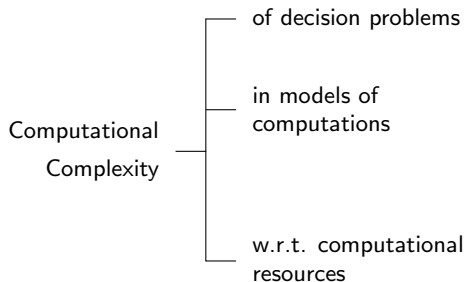 of decision problems
in models of
computations
Computational
Complexity
w.r.t. computational
resources